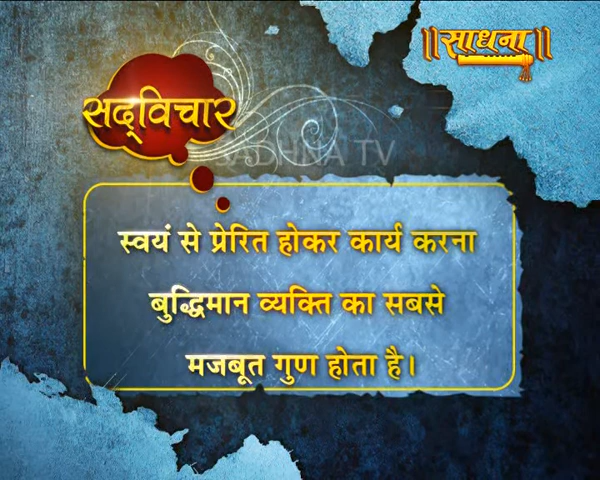 ॥साधना॥
सद्‌विचार
SADHNA TV
स्वयं से प्रेरित होकर कार्य करना
बुद्धिमान व्यक्ति का सबसे
मजबूत गुण होता है।